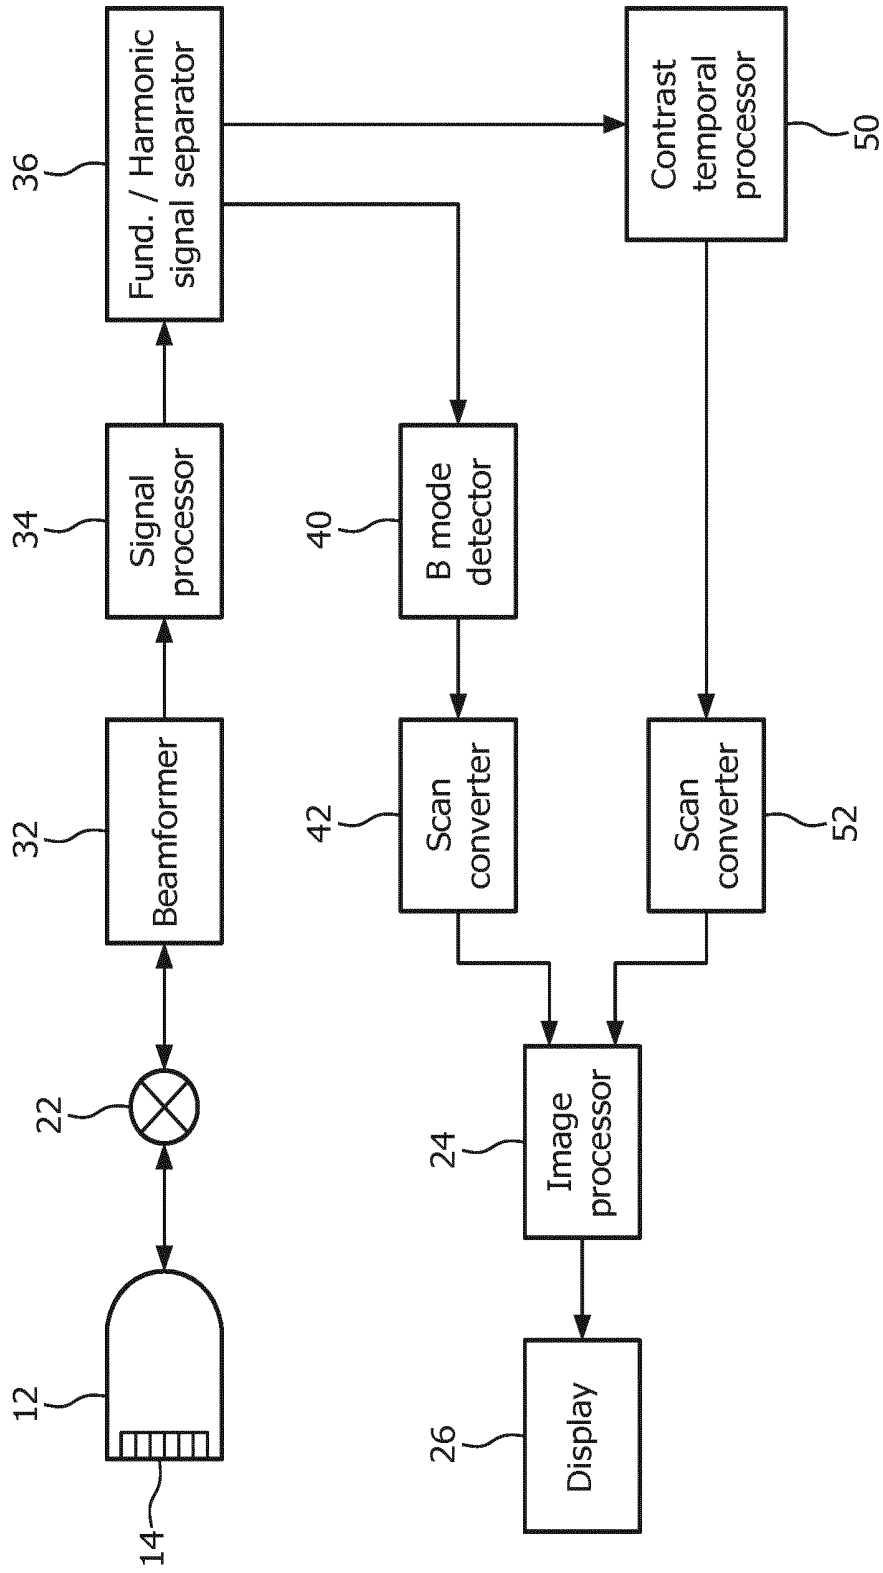 12
14
22
32
Beamformer
34
Signal
processor
36
Fund. / Harmonic
signal separator
26
Display
24
Image
processor
42
Scan
converter
40
B mode
detector
Scan
converter
52
Contrast
temporal
processor
50